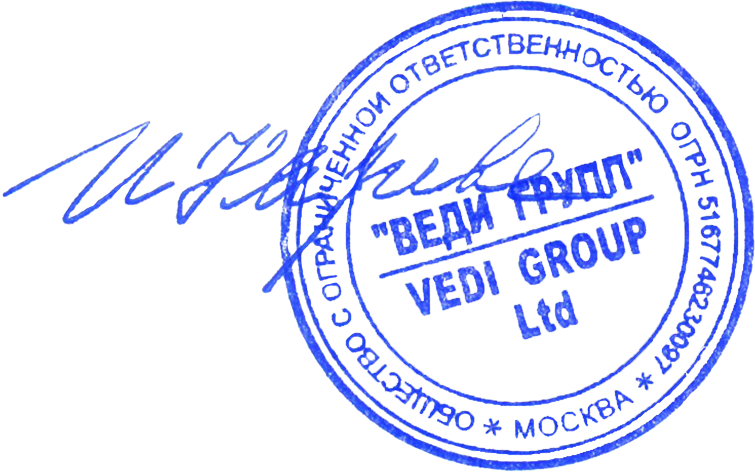 ОБЩЕСТВО С ОГРАНИЧЕННОЙ ОТВЕТСТВЕННОСТЬЮ ОГРН 5167746230097
* МОСКВА *
"ВЕДИ ГРУПП"
VEDI GROUP
Ltd